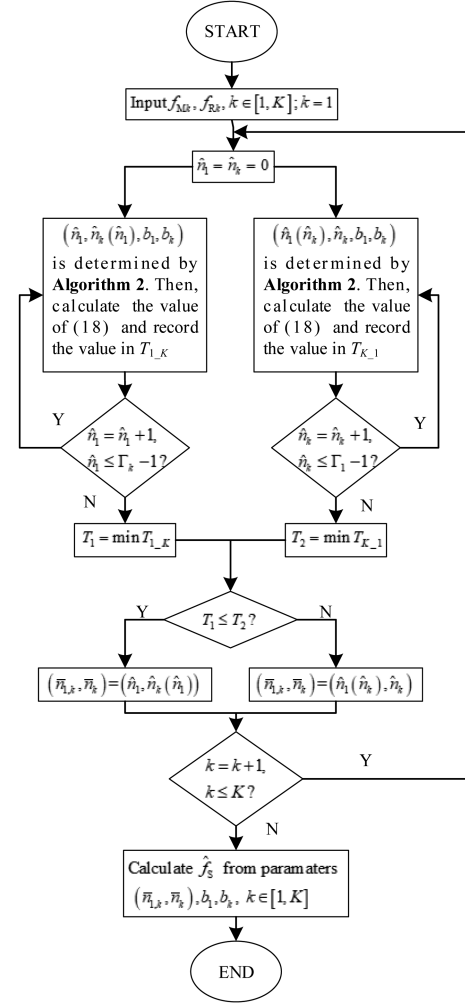 START
Input f_Mk, f_Rk, k∈[1, K]; k=1
n̂_1 = n̂_k = 0
(n̂_1, n̂_k(n̂_1), b_1, b_k)
is determined by
Algorithm 2. Then,
calculate the value
of (18) and record
the value in T_1_K
(n̂_1(n̂_k), n̂_k, b_1, b_k)
is determined by
Algorithm 2. Then,
calculate the value
of (18) and record
the value in T_K_1
Y
n̂_1 = n̂_1 +1,
n̂_1 ≤ Γ_k −1?
N
Y
n̂_k = n̂_k +1,
n̂_k ≤ Γ_1 −1?
N
T_1 = min T_1_K
T_2 = min T_K_1
Y
T_1 ≤ T_2 ?
N
(n̅_1,k, n̅_k)=(n̂_1, n̂_k(n̂_1))
(n̅_1,k, n̅_k)=(n̂_1(n̂_k), n̂_k)
k = k +1,
k ≤ K?
Y
N
Calculate f̂_S from paramaters
(n̅_1,k, n̅_k), b_1, b_k, k∈[1, K]
END